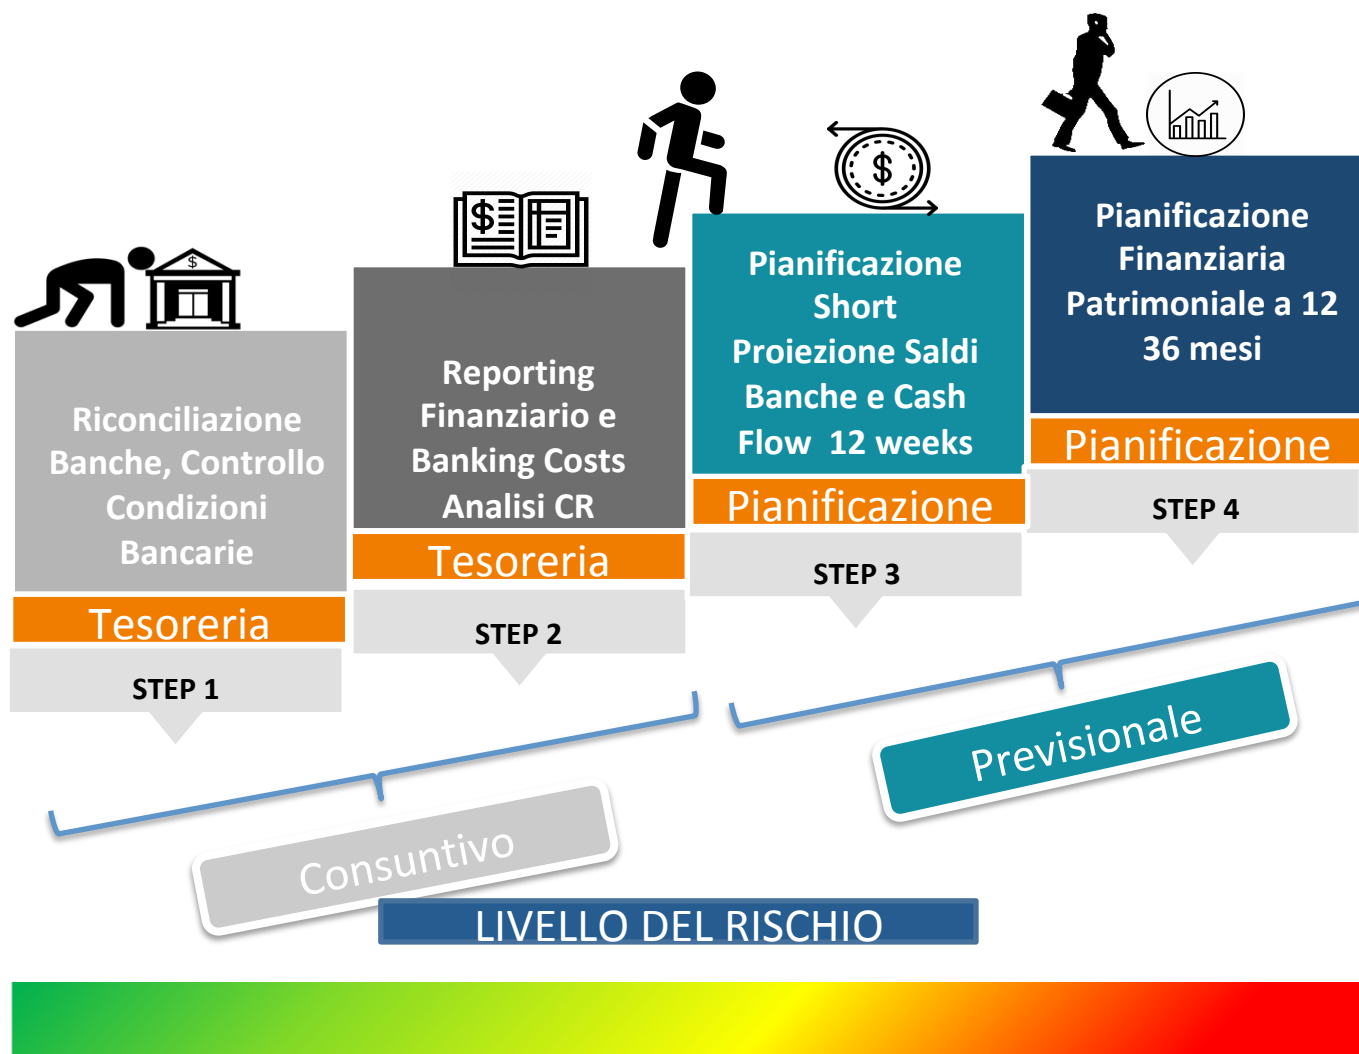 Riconciliazione
Banche, Controllo
Condizioni
Bancarie
Tesoreria
STEP 1
$
Reporting
Finanziario e
Banking Costs
Analisi CR
Tesoreria
STEP 2
$
Pianificazione
Short
Proiezione Saldi
Banche e Cash
Flow 12 weeks
Pianificazione
STEP 3
$
Pianificazione
Finanziaria
Patrimoniale a 12
36 mesi
Pianificazione
STEP 4
Consuntivo
Previsionale
LIVELLO DEL RISCHIO